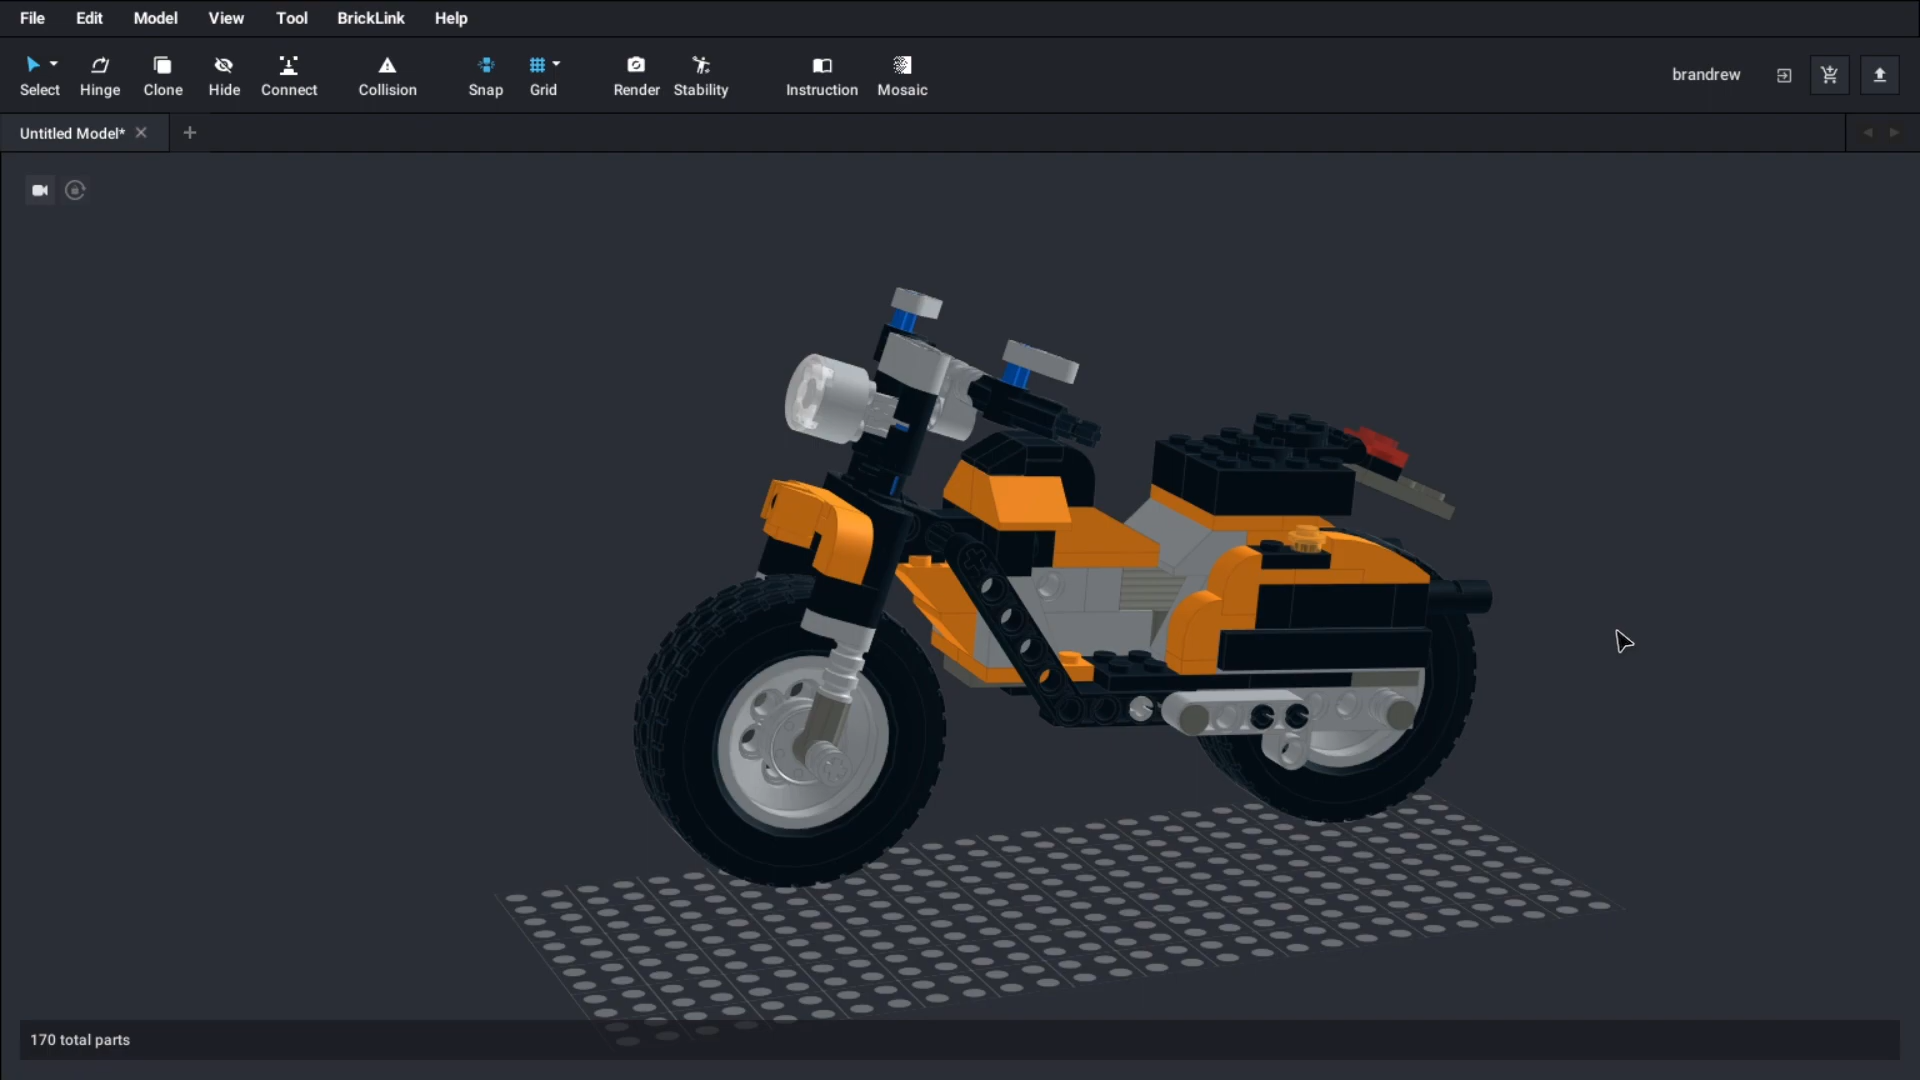 File Edit Model View Tool BrickLink Help
Select Hinge Clone Hide Connect Collision Snap Grid Render Stability Instruction Mosaic
brandrew
Untitled Model*
170 total parts